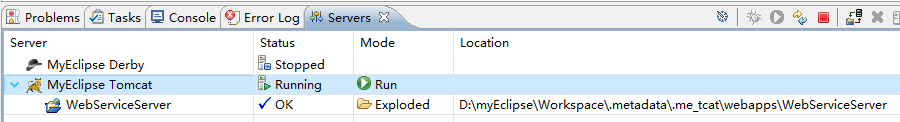 Problems Tasks Console Error Log Servers
Server Status Mode Location
MyEclipse Derby Stopped
MyEclipse Tomcat Running Run
WebServiceServer OK Exploded D:\myEclipse\Workspace\.metadata\.me_tcat\webapps\WebServiceServer